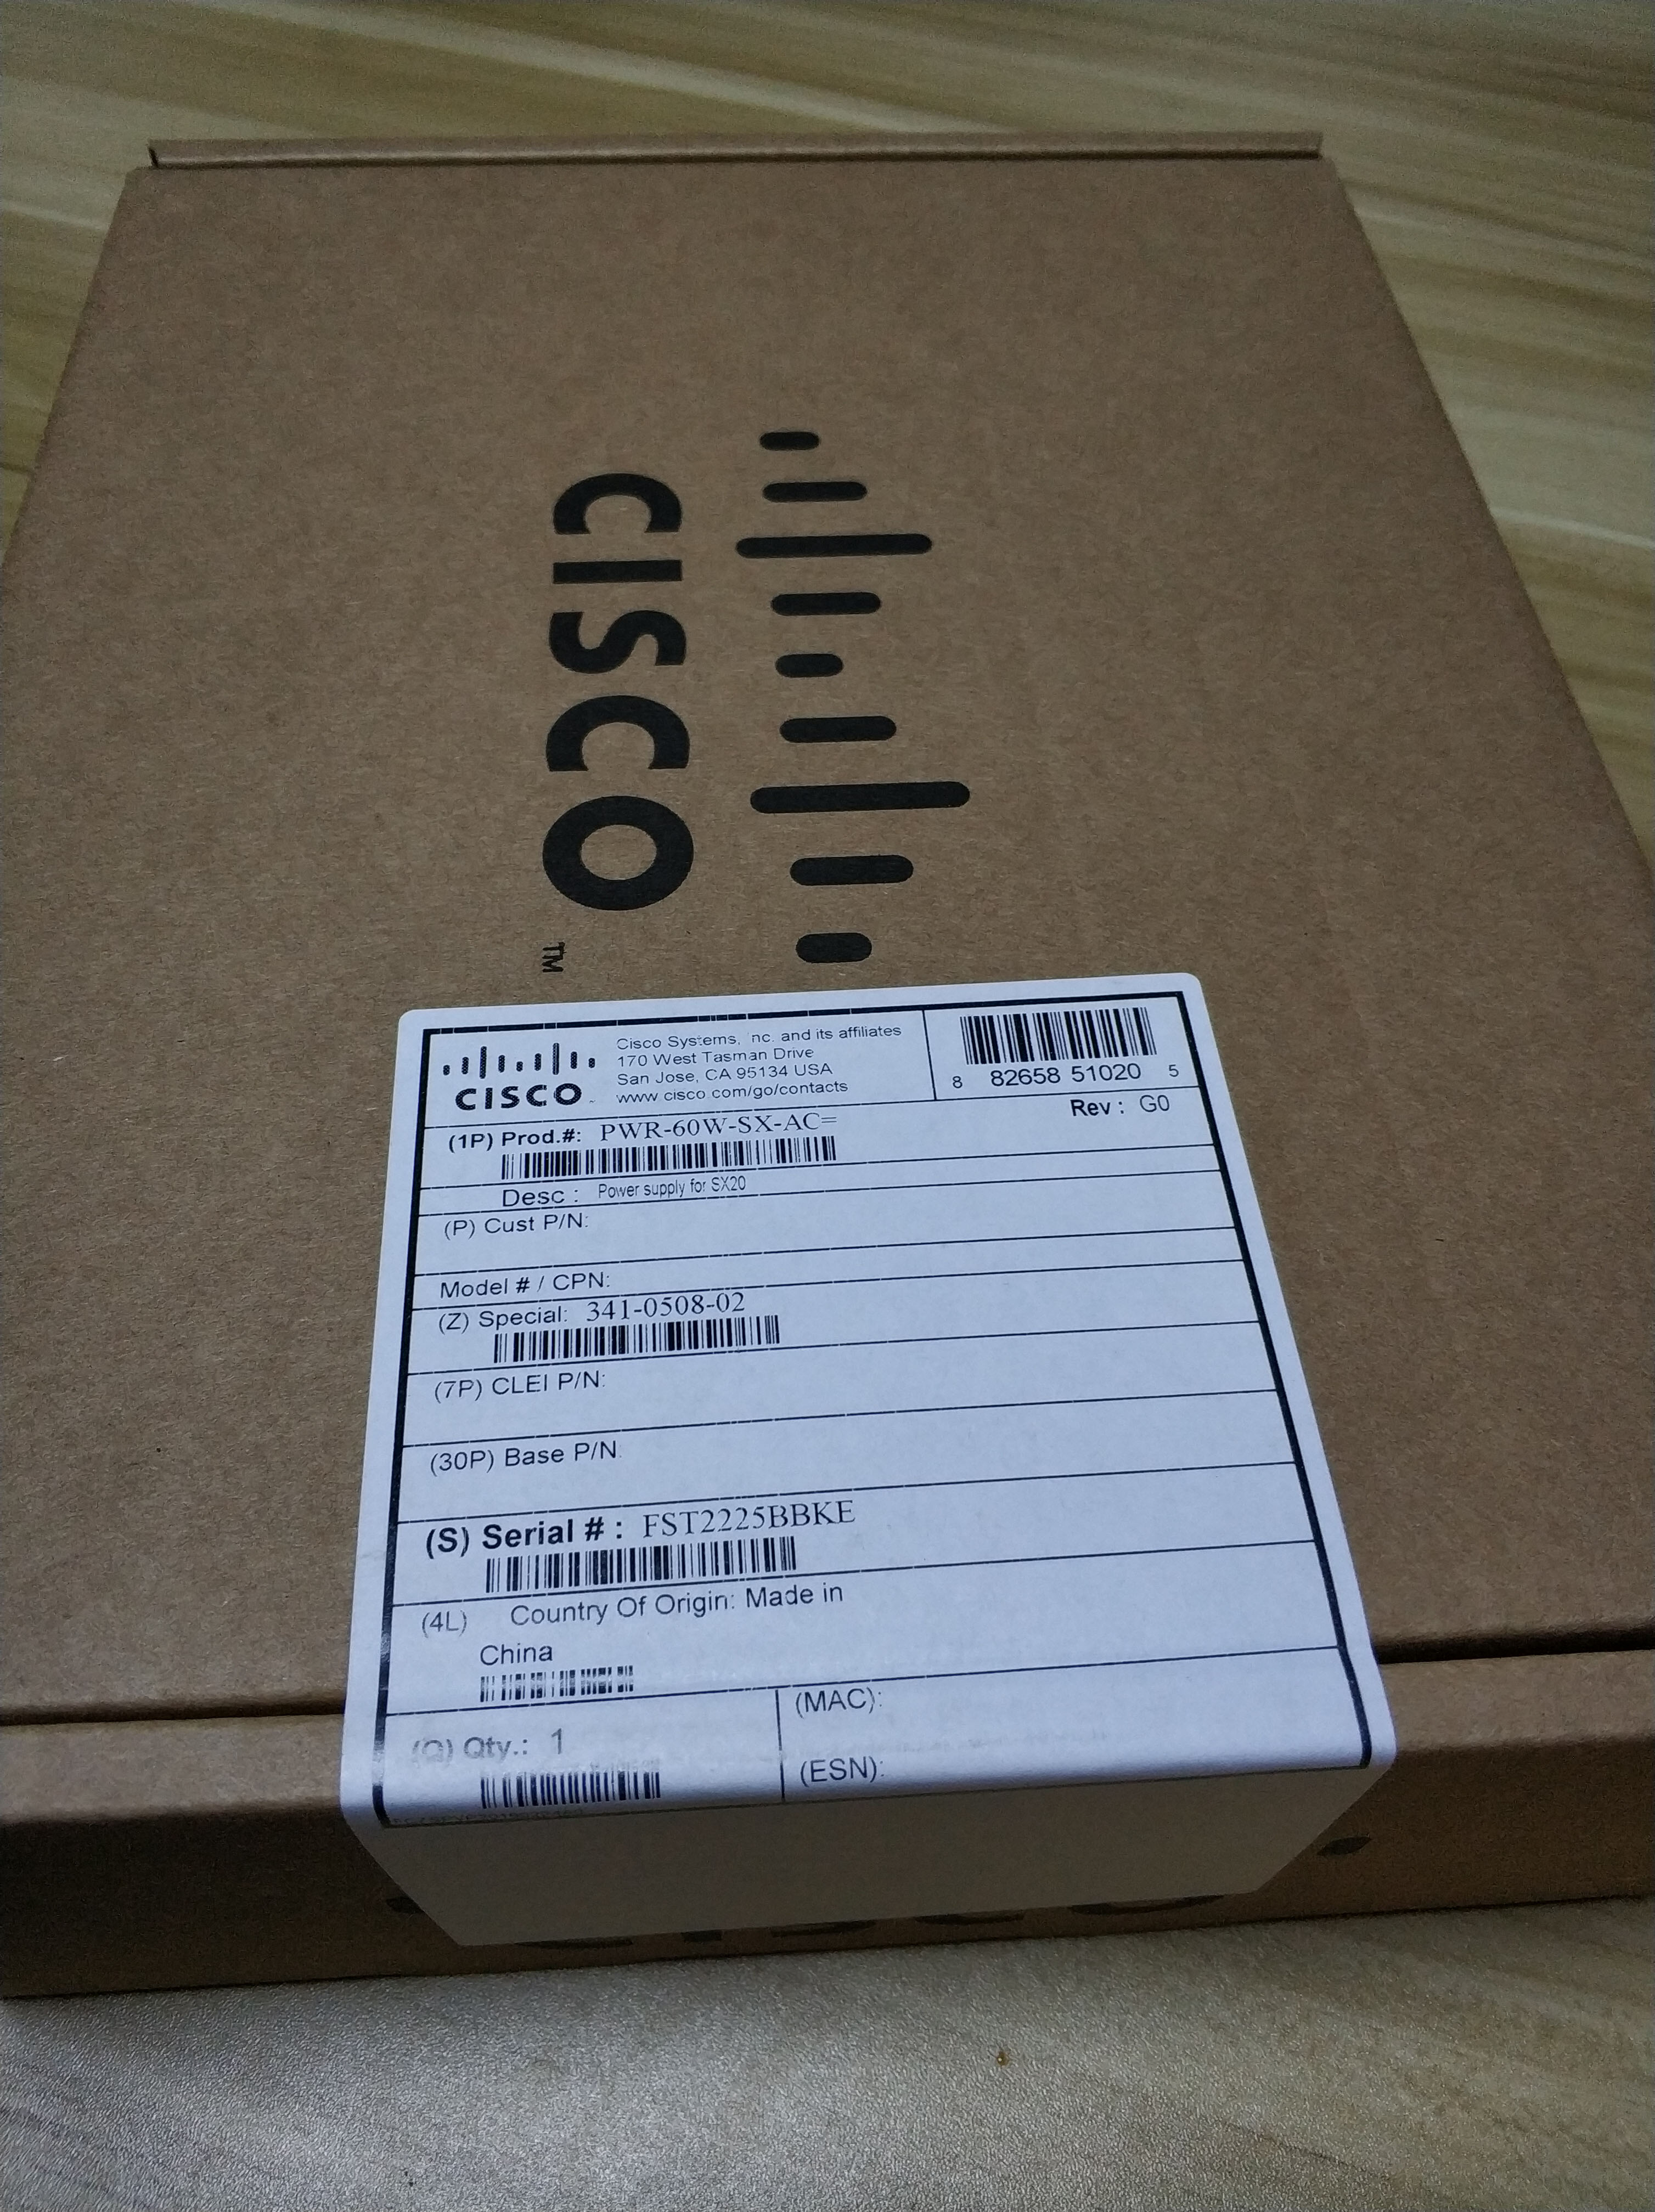 CISCO
TM
CISCO
Cisco Systems, Inc. and its affiliates
170 West Tasman Drive
San Jose, CA 95134 USA
www.cisco.com/go/contacts
8 82658 51020 5
Rev : G0
(1P) Prod.#: PWR-60W-SX-AC=
Desc : Power supply for SX20
(P) Cust P/N:
Model # / CPN:
(Z) Special: 341-0508-02
(7P) CLEI P/N:
(30P) Base P/N:
(S) Serial # : FST2225BBKE
(4L) Country Of Origin: Made in
China
(Q) Qty.: 1
(MAC):
(ESN):